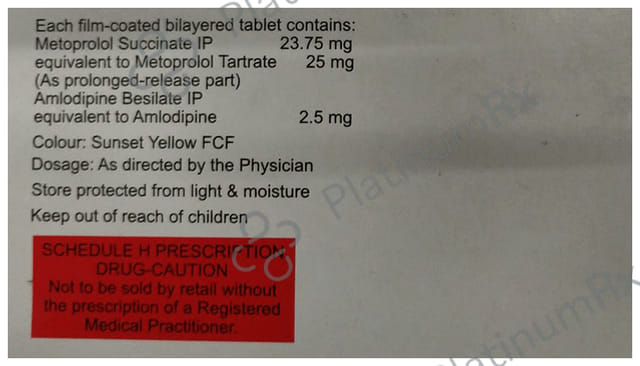 Each film-coated bilayered tablet contains:
Metoprolol Succinate IP 23.75 mg
equivalent to Metoprolol Tartrate 25 mg
(As prolonged-release part)
Amlodipine Besilate IP
equivalent to Amlodipine 2.5 mg
Colour: Sunset Yellow FCF
Dosage: As directed by the Physician
Store protected from light & moisture
Keep out of reach of children
SCHEDULE H PRESCRIPTION
DRUG-CAUTION
Not to be sold by retail without
the prescription of a Registered
Medical Practitioner.
PlatinumRx
PlatinumRx